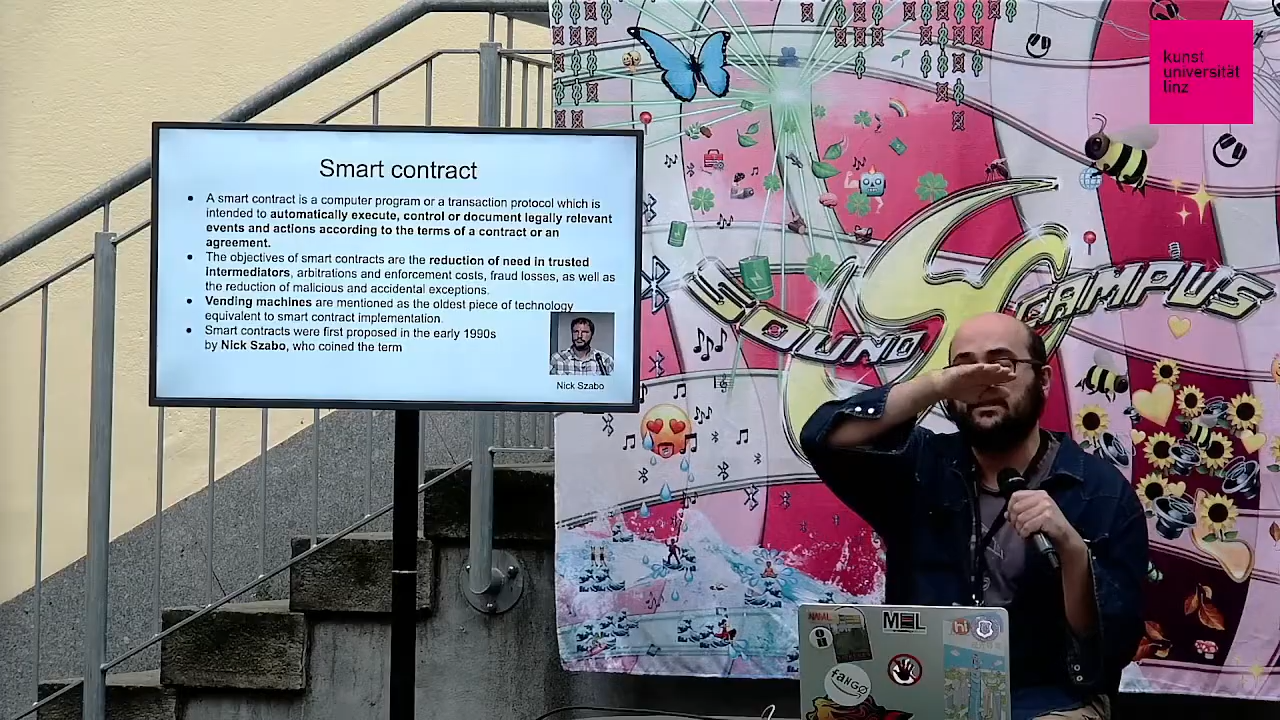 kunst
universität
linz
Smart contract
● A smart contract is a computer program or a transaction protocol which is
intended to automatically execute, control or document legally relevant
events and actions according to the terms of a contract or an
agreement.
● The objectives of smart contracts are the reduction of need in trusted
intermediators, arbitrations and enforcement costs, fraud losses, as well as
the reduction of malicious and accidental exceptions.
● Vending machines are mentioned as the oldest piece of technology
equivalent to smart contract implementation.
● Smart contracts were first proposed in the early 1990s
by Nick Szabo, who coined the term
Nick Szabo
SOUND
CAMPUS
MEL
hi
fango